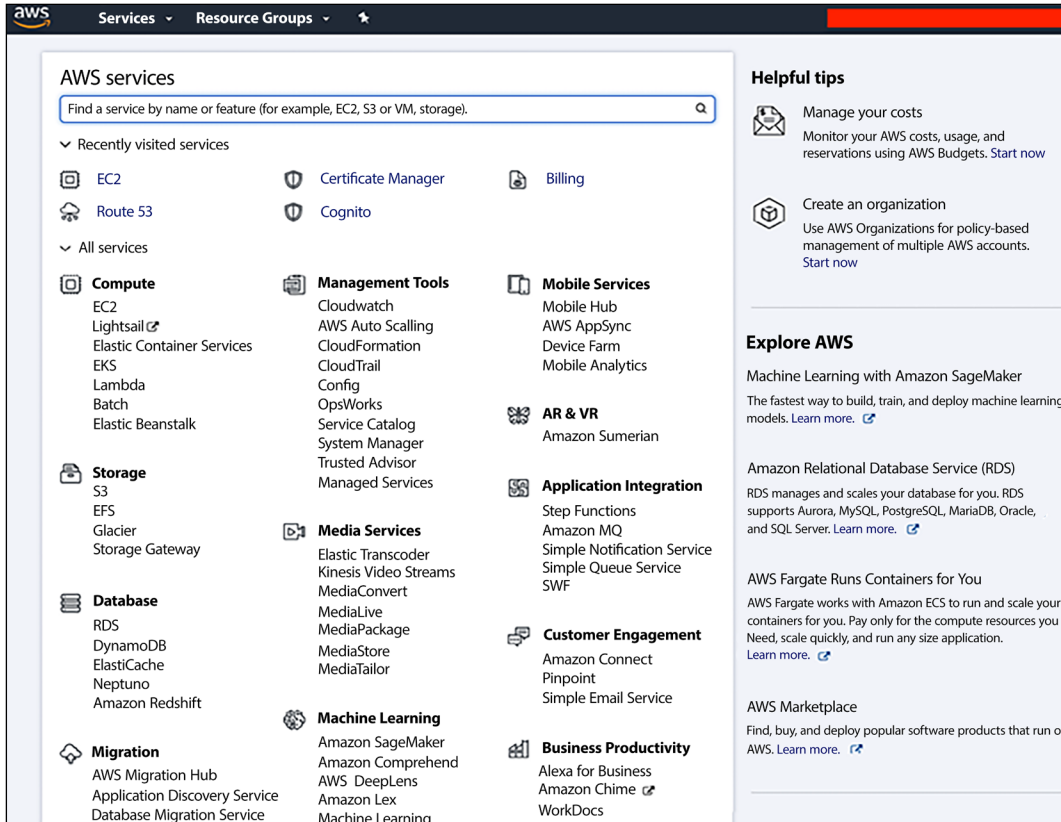 aws
Services
Resource Groups
AWS services
Find a service by name or feature (for example, EC2, S3 or VM, storage).
Recently visited services
EC2
Certificate Manager
Billing
Route 53
Cognito
All services
Compute
EC2
Lightsail
Elastic Container Services
EKS
Lambda
Batch
Elastic Beanstalk
Storage
S3
EFS
Glacier
Storage Gateway
Database
RDS
DynamoDB
ElastiCache
Neptuno
Amazon Redshift
Migration
AWS Migration Hub
Application Discovery Service
Database Migration Service
Management Tools
Cloudwatch
AWS Auto Scalling
CloudFormation
CloudTrail
Config
OpsWorks
Service Catalog
System Manager
Trusted Advisor
Managed Services
Media Services
Elastic Transcoder
Kinesis Video Streams
MediaConvert
MediaLive
MediaPackage
MediaStore
MediaTailor
Machine Learning
Amazon SageMaker
Amazon Comprehend
AWS DeepLens
Amazon Lex
Machine Learning
Mobile Services
Mobile Hub
AWS AppSync
Device Farm
Mobile Analytics
AR & VR
Amazon Sumerian
Application Integration
Step Functions
Amazon MQ
Simple Notification Service
Simple Queue Service
SWF
Customer Engagement
Amazon Connect
Pinpoint
Simple Email Service
Business Productivity
Alexa for Business
Amazon Chime
WorkDocs
Helpful tips
Manage your costs
Monitor your AWS costs, usage, and
reservations using AWS Budgets. Start now
Create an organization
Use AWS Organizations for policy-based
management of multiple AWS accounts.
Start now
Explore AWS
Machine Learning with Amazon SageMaker
The fastest way to build, train, and deploy machine learning
models. Learn more.
Amazon Relational Database Service (RDS)
RDS manages and scales your database for you. RDS
supports Aurora, MySQL, PostgreSQL, MariaDB, Oracle,
and SQL Server. Learn more.
AWS Fargate Runs Containers for You
AWS Fargate works with Amazon ECS to run and scale your
containers for you. Pay only for the compute resources you
Need, scale quickly, and run any size application.
Learn more.
AWS Marketplace
Find, buy, and deploy popular software products that run
AWS. Learn more.